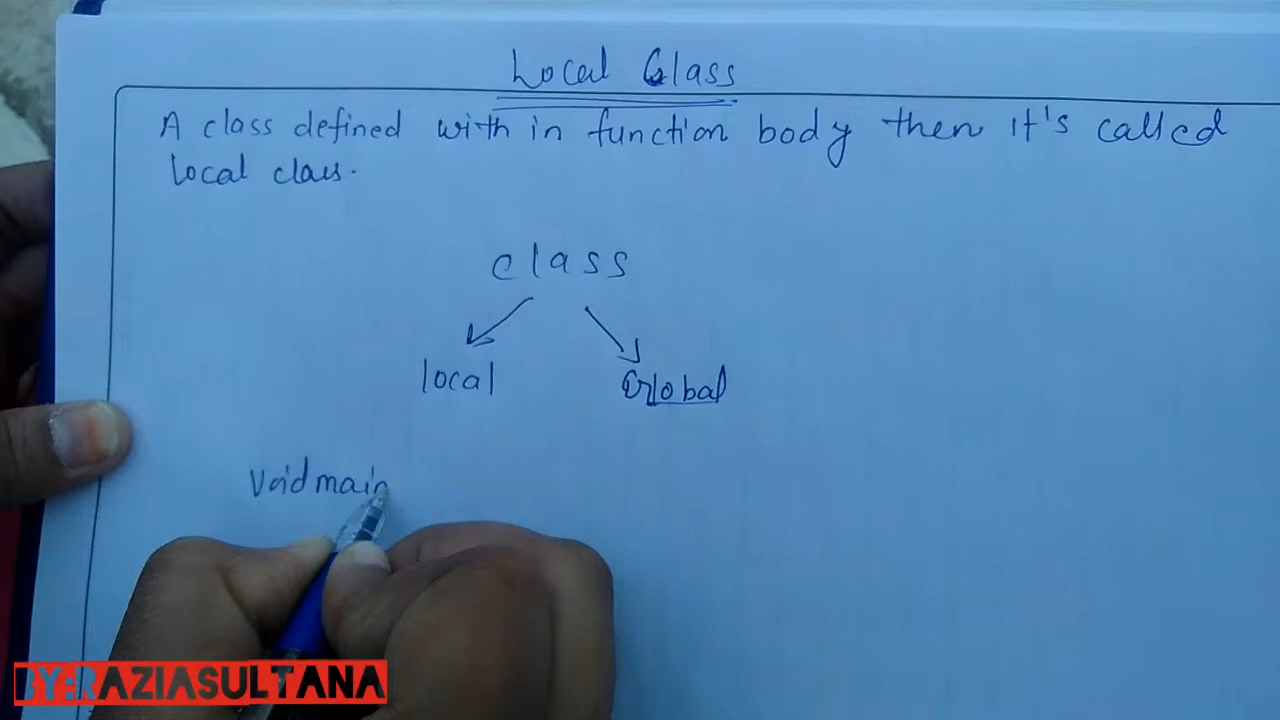 Local Class
A class defined with in function body then it's called
Local class.
class
local Global
Void main
BY:RAZIASULTANA